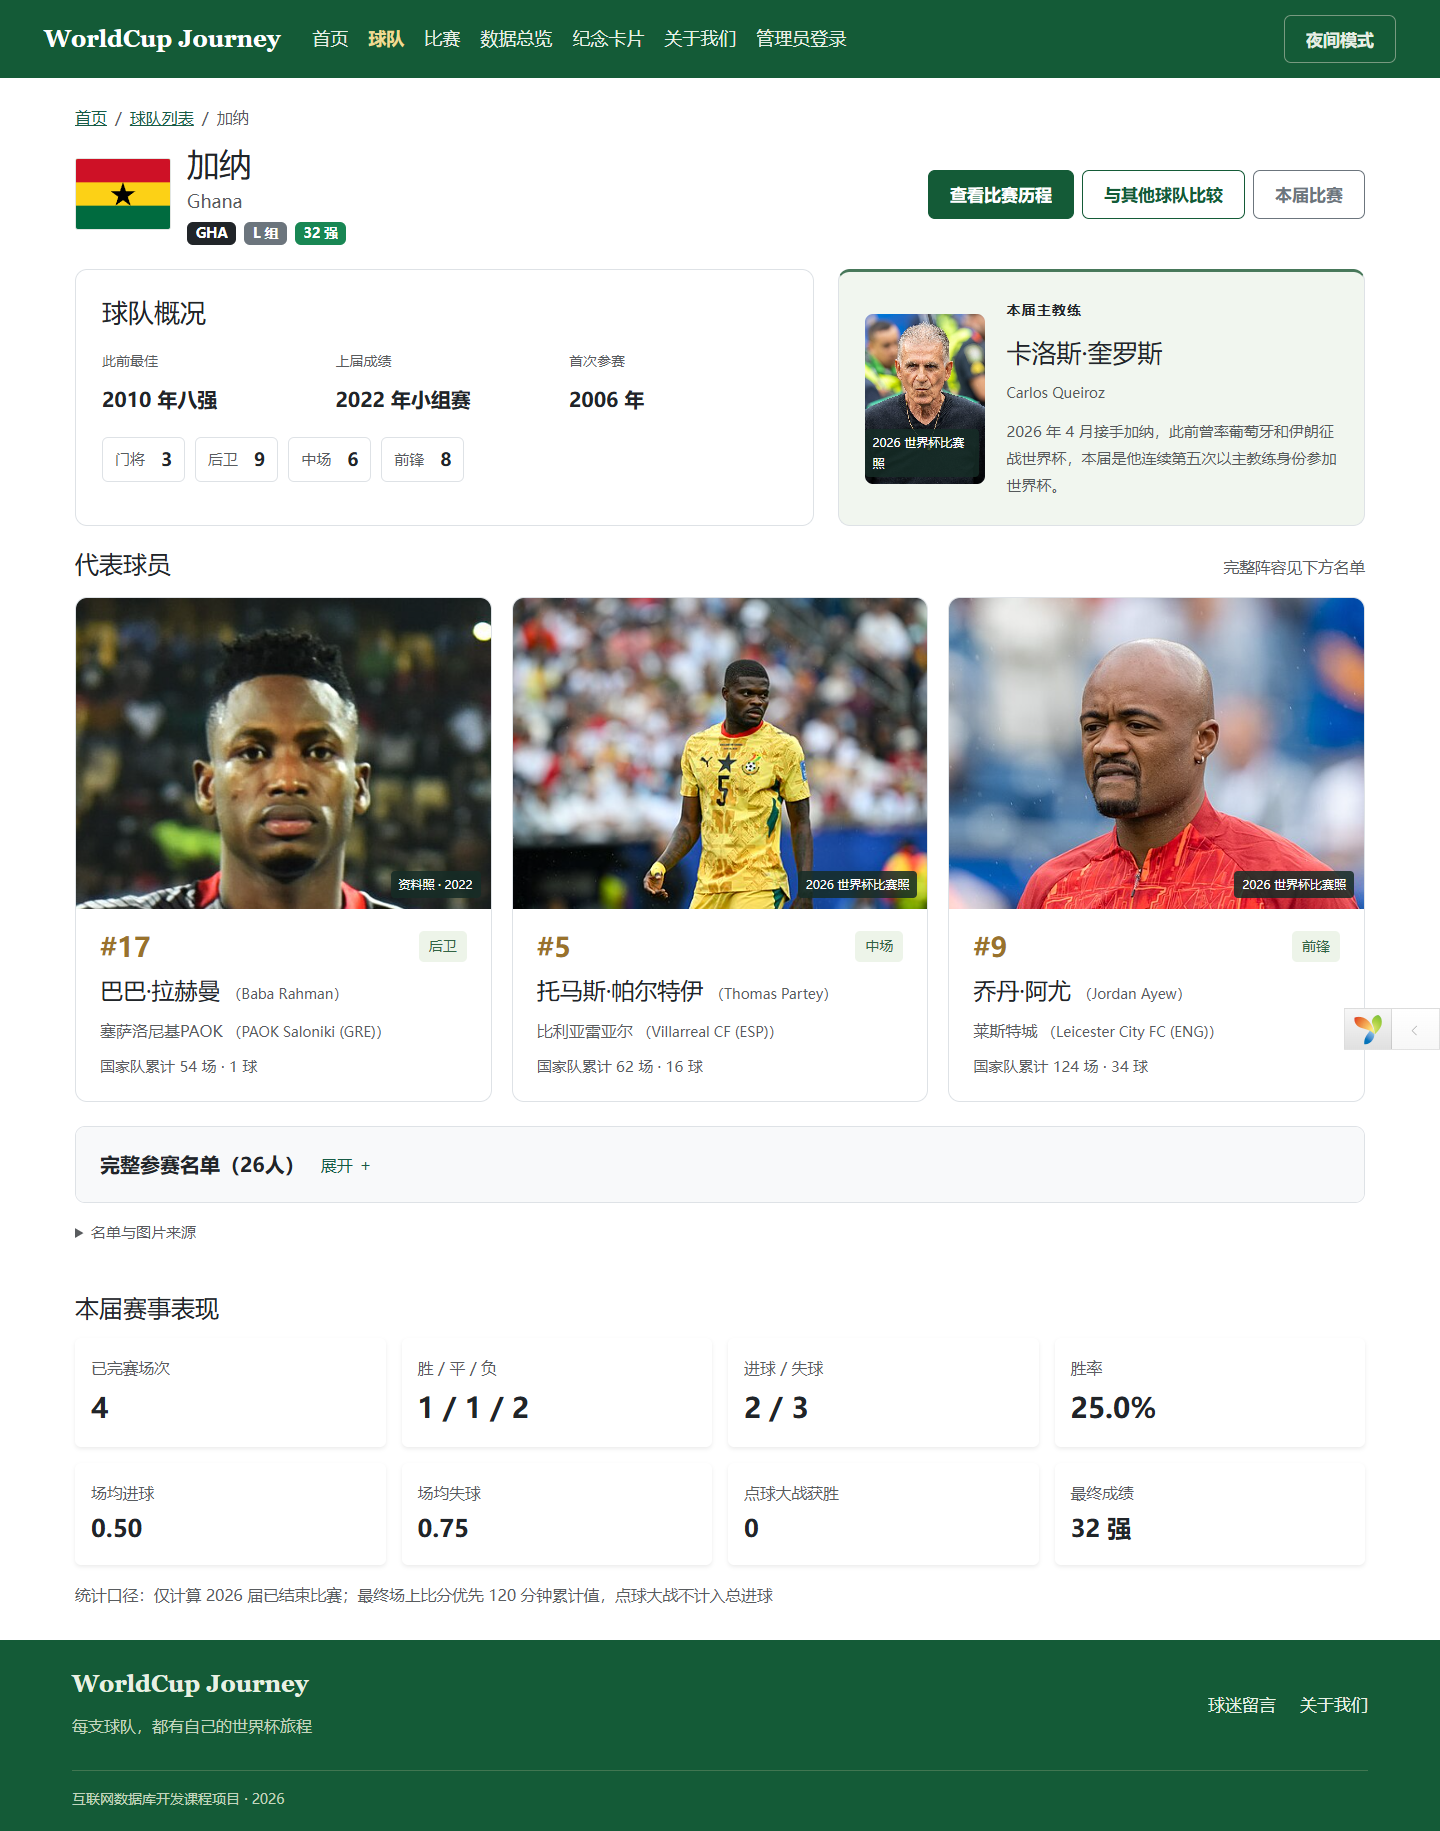 WorldCup Journey 首页 球队 比赛 数据总览 纪念卡片 关于我们 管理员登录 夜间模式
首页 / 球队列表 / 加纳
加纳
Ghana
GHA L 组 32 强
查看比赛历程 与其他球队比较 本届比赛
球队概况
此前最佳 上届成绩 首次参赛
2010 年八强 2022 年小组赛 2006 年
门将 3 后卫 9 中场 6 前锋 8
2026 世界杯比赛
照
本届主教练
卡洛斯·奎罗斯
Carlos Queiroz
2026 年 4 月接手加纳，此前曾率葡萄牙和伊朗征
战世界杯，本届是他连续第五次以主教练身份参加
世界杯。
代表球员
完整阵容见下方名单
资料照 · 2022
#17 后卫
巴巴·拉赫曼 （Baba Rahman）
塞萨洛尼基PAOK （PAOK Saloniki (GRE)）
国家队累计 54 场 · 1 球
5
2026 世界杯比赛照
#5 中场
托马斯·帕尔特伊 （Thomas Partey）
比利亚雷亚尔 （Villarreal CF (ESP)）
国家队累计 62 场 · 16 球
2026 世界杯比赛照
#9 前锋
乔丹·阿尤 （Jordan Ayew）
莱斯特城 （Leicester City FC (ENG)）
国家队累计 124 场 · 34 球
完整参赛名单（26人） 展开 +
名单与图片来源
本届赛事表现
已完赛场次 胜 / 平 / 负 进球 / 失球 胜率
4 1 / 1 / 2 2 / 3 25.0%
场均进球 场均失球 点球大战获胜 最终成绩
0.50 0.75 0 32 强
统计口径：仅计算 2026 届已结束比赛；最终场上比分优先 120 分钟累计值，点球大战不计入总进球
WorldCup Journey
每支球队，都有自己的世界杯旅程
球迷留言 关于我们
互联网数据库开发课程项目 · 2026